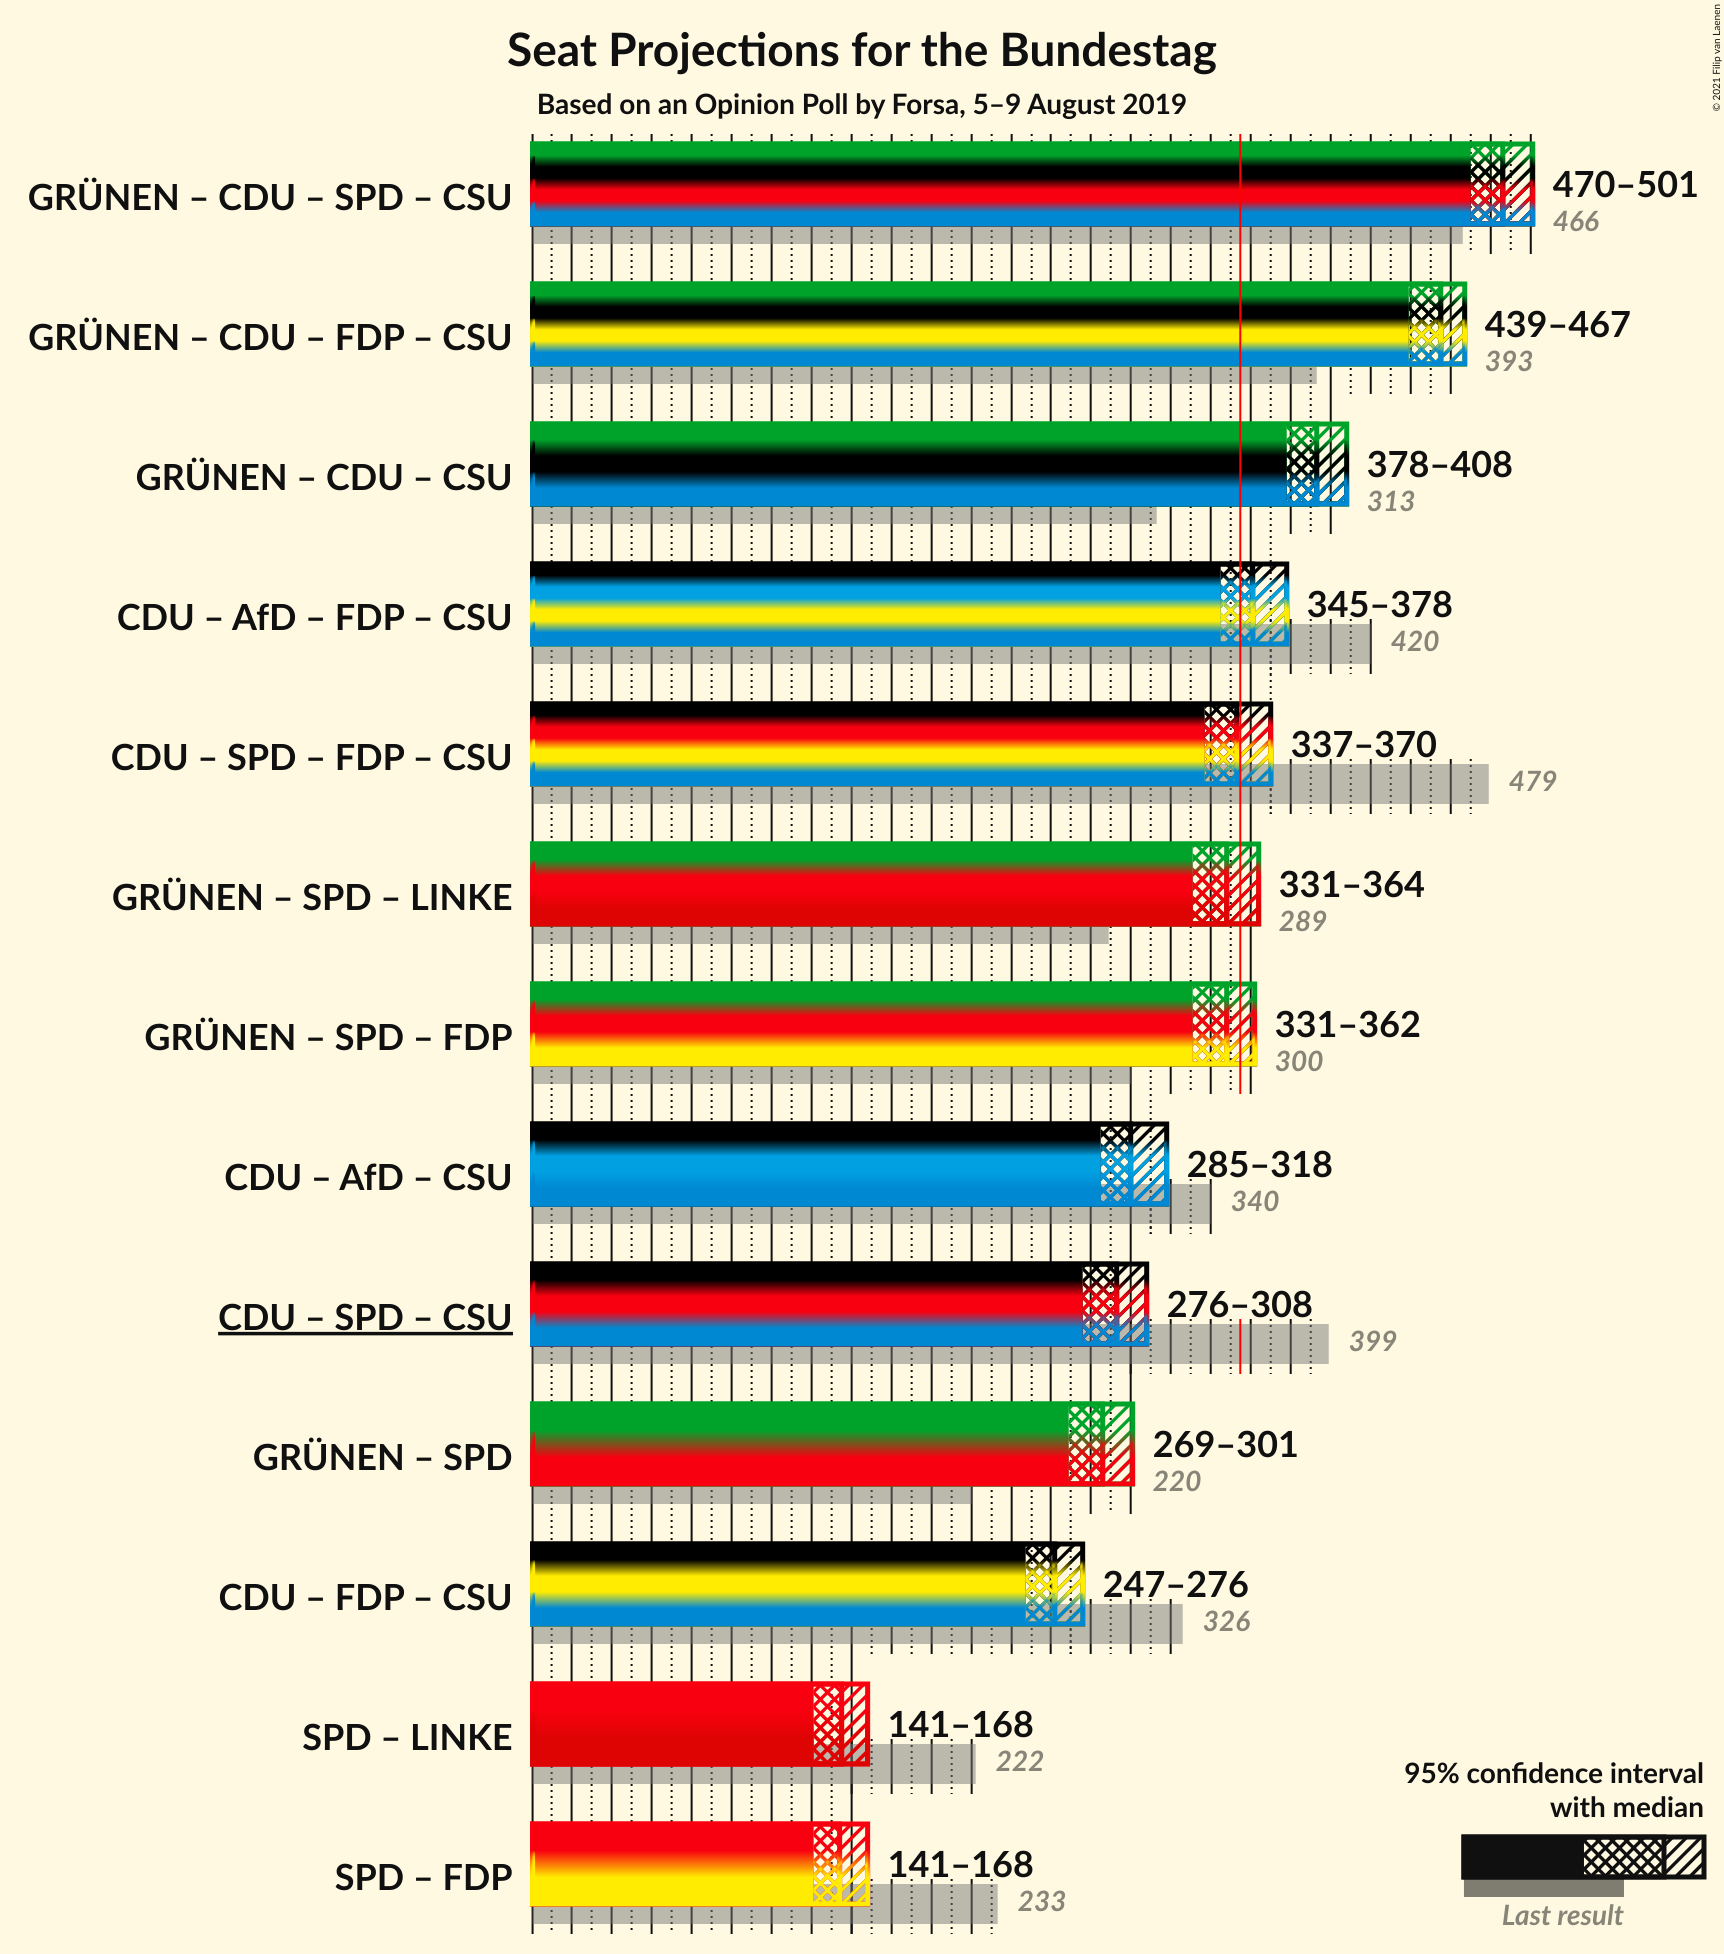 Seat Projections for the Bundestag
Based on an Opinion Poll by Forsa, 5–9 August 2019
© 2021 Filip van Laenen
GRÜNEN – CDU – SPD – CSU
470–501
466
GRÜNEN – CDU – FDP – CSU
439–467
393
GRÜNEN – CDU – CSU
378–408
313
CDU – AfD – FDP – CSU
345–378
420
CDU – SPD – FDP – CSU
337–370
479
GRÜNEN – SPD – LINKE
331–364
289
GRÜNEN – SPD – FDP
331–362
300
CDU – AfD – CSU
285–318
340
CDU – SPD – CSU
276–308
399
GRÜNEN – SPD
269–301
220
CDU – FDP – CSU
247–276
326
SPD – LINKE
141–168
222
SPD – FDP
141–168
233
95% confidence interval
with median
Last result